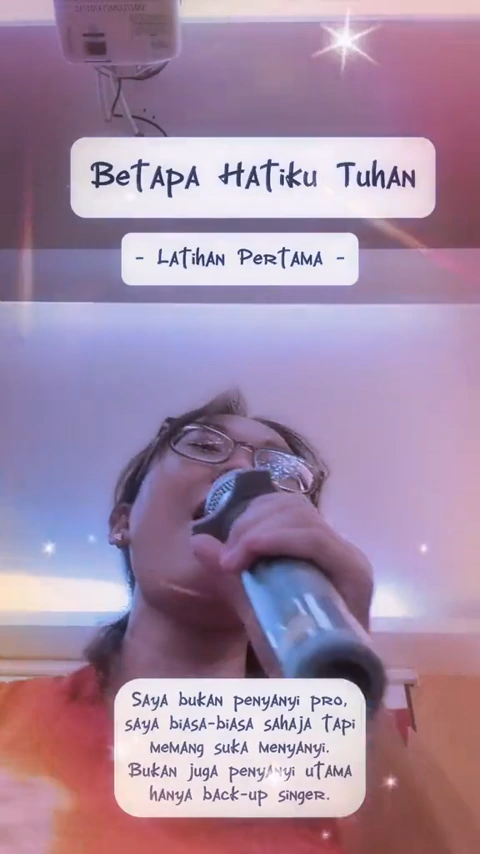 Betapa Hatiku Tuhan
- Latihan Pertama -
Saya bukan penyanyi pro,
saya biasa-biasa sahaja tapi
memang suka menyanyi.
Bukan juga penyanyi utama
hanya back-up singer.